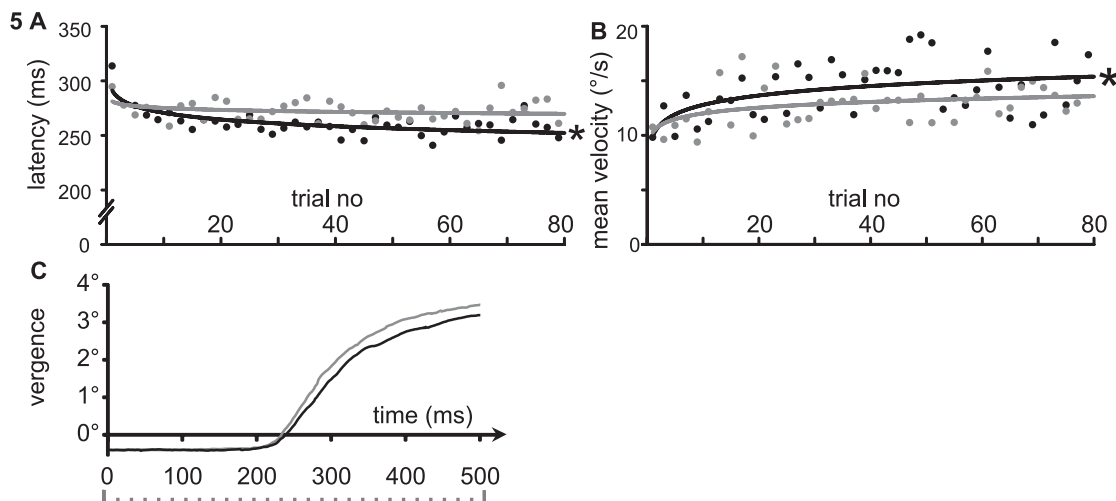 5 A
350
300
250
200
0
latency (ms)
trial no
20 40 60 80
*
B
20
15
10
0
mean velocity (°/s)
trial no
20 40 60 80
*
C
4°
3°
2°
1°
0°
vergence
time (ms)
0 100 200 300 400 500